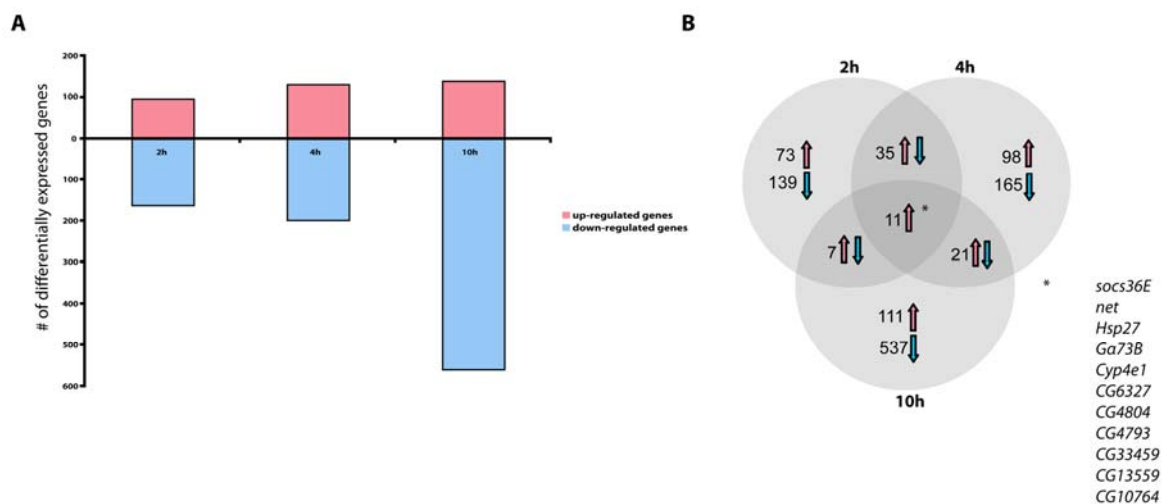 A
# of differentially expressed genes
200
100
0
100
200
300
400
500
600
2h
4h
10h
up-regulated genes
down-regulated genes
B
2h
4h
73
139
35
98
165
11 *
7
21
111
537
10h
*
socs36E
net
Hsp27
Ga73B
Cyp4e1
CG6327
CG4804
CG4793
CG33459
CG13559
CG10764